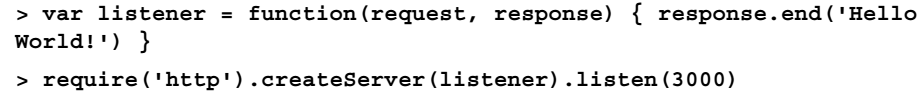 > var listener = function(request, response) { response.end('Hello
World!') }
> require('http').createServer(listener).listen(3000)